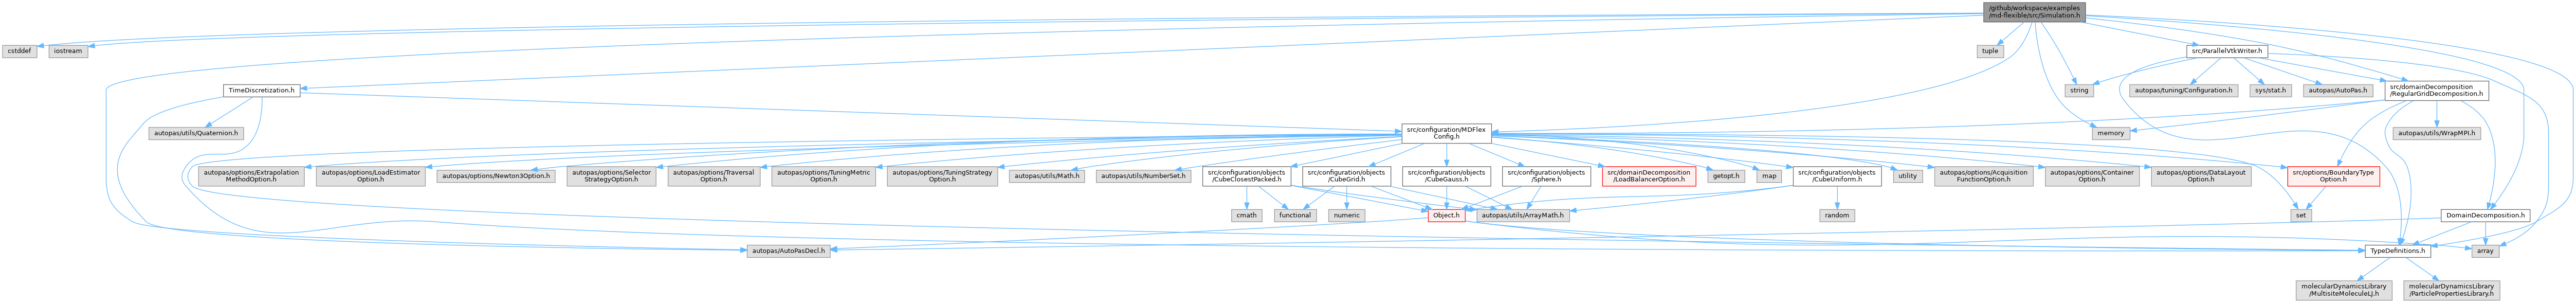 /github/workspace/examples
/md-flexible/src/Simulation.h
cstddef
iostream
tuple
src/ParallelVtkWriter.h
TimeDiscretization.h
string
autopas/tuning/Configuration.h
sys/stat.h
autopas/AutoPas.h
src/domainDecomposition
/RegularGridDecomposition.h
autopas/utils/Quaternion.h
src/configuration/MDFlex
Config.h
memory
autopas/utils/WrapMPI.h
autopas/options/Extrapolation
MethodOption.h
autopas/options/LoadEstimator
Option.h
autopas/options/Newton3Option.h
autopas/options/Selector
StrategyOption.h
autopas/options/Traversal
Option.h
autopas/options/TuningMetric
Option.h
autopas/options/TuningStrategy
Option.h
autopas/utils/Math.h
autopas/utils/NumberSet.h
src/configuration/objects
/CubeClosestPacked.h
src/configuration/objects
/CubeGrid.h
src/configuration/objects
/CubeGauss.h
src/configuration/objects
/Sphere.h
src/domainDecomposition
/LoadBalancerOption.h
getopt.h
map
src/configuration/objects
/CubeUniform.h
utility
autopas/options/Acquisition
FunctionOption.h
autopas/options/Container
Option.h
autopas/options/DataLayout
Option.h
src/options/BoundaryType
Option.h
cmath
functional
numeric
Object.h
autopas/utils/ArrayMath.h
random
set
DomainDecomposition.h
autopas/AutoPasDecl.h
TypeDefinitions.h
array
molecularDynamicsLibrary
/MultisiteMoleculeLJ.h
molecularDynamicsLibrary
/ParticlePropertiesLibrary.h